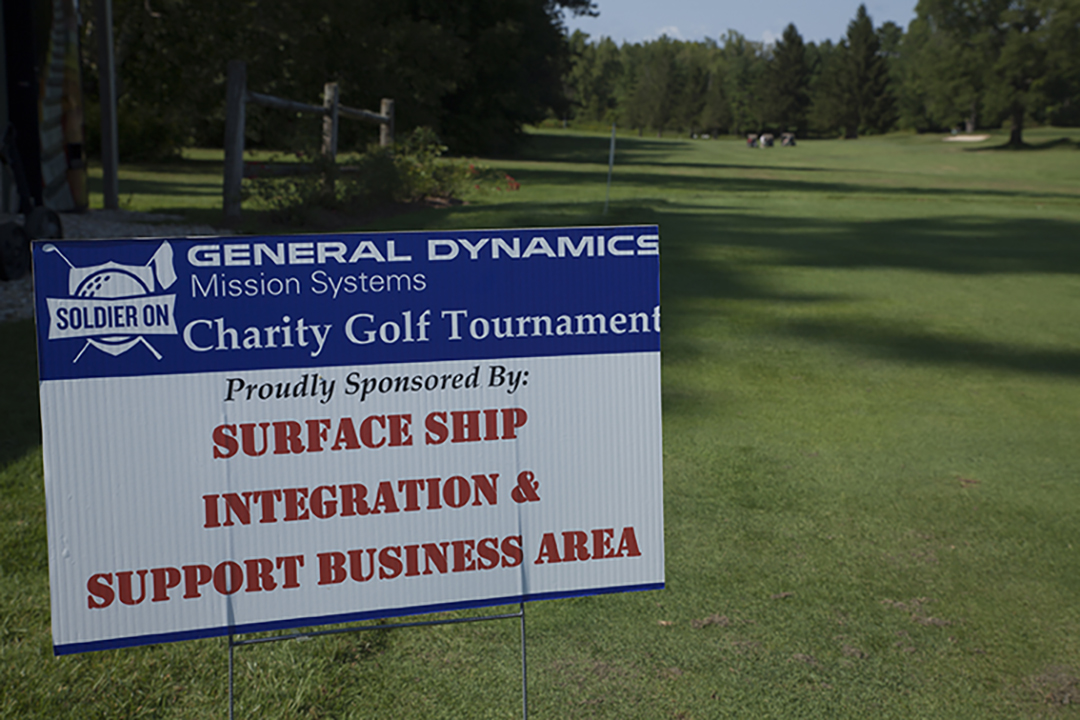 GENERAL DYNAMICS
Mission Systems
SOLDIER ON
Charity Golf Tournament
Proudly Sponsored By:
SURFACE SHIP
INTEGRATION &
SUPPORT BUSINESS AREA